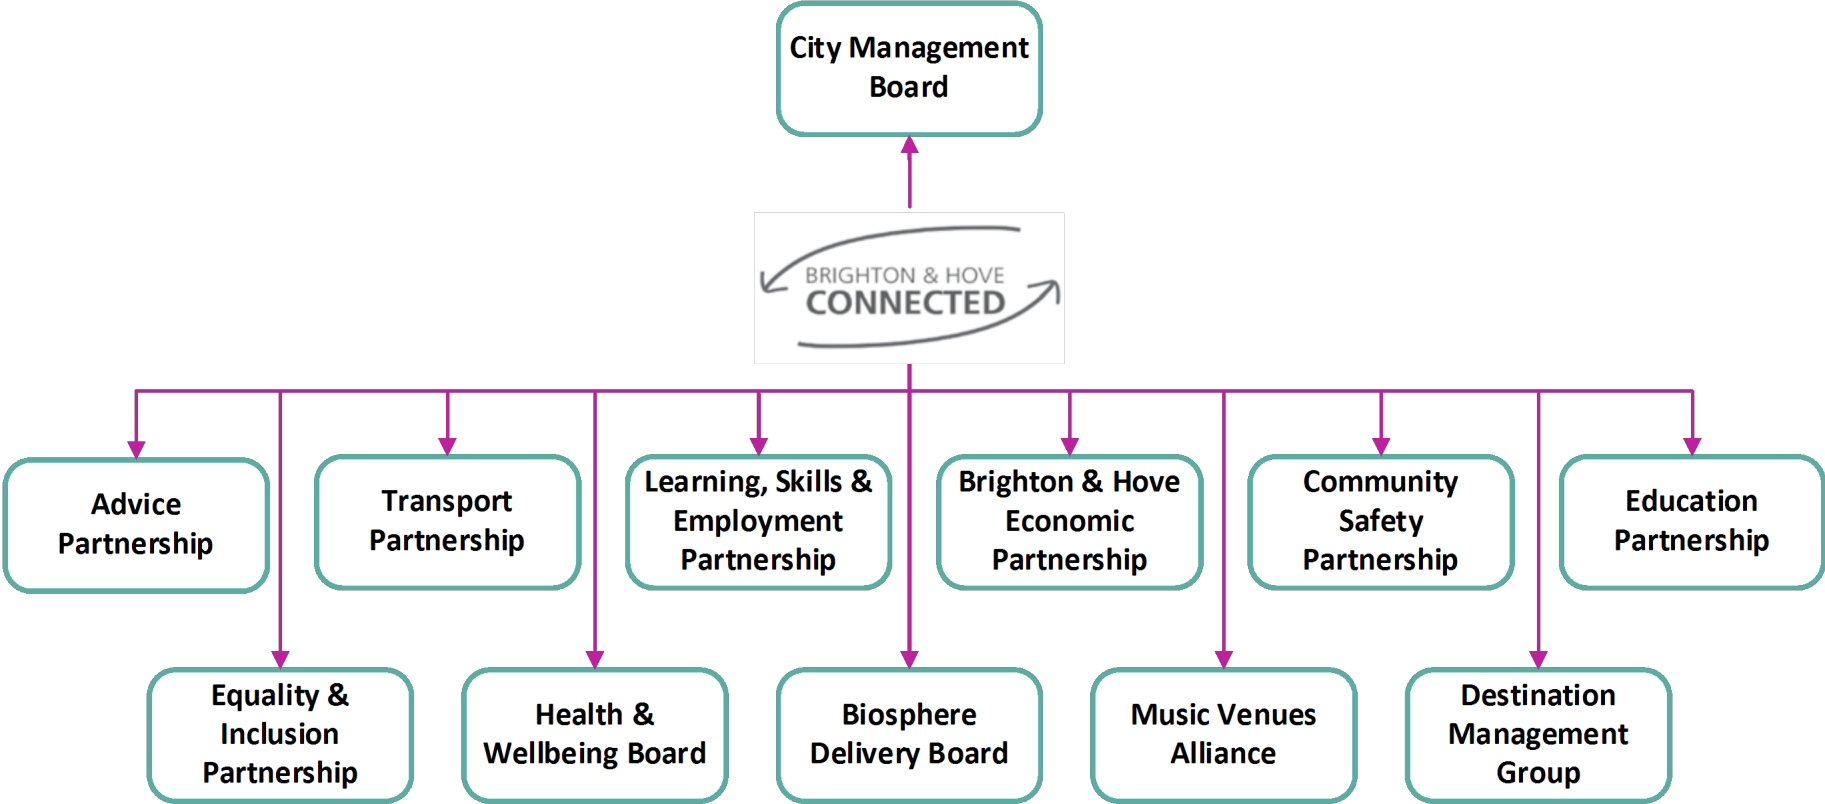 City Management
Board
BRIGHTON & HOVE
CONNECTED
Advice
Partnership
Transport
Partnership
Learning, Skills &
Employment
Partnership
Brighton & Hove
Economic
Partnership
Community
Safety
Partnership
Education
Partnership
Equality &
Inclusion
Partnership
Health &
Wellbeing Board
Biosphere
Delivery Board
Music Venues
Alliance
Destination
Management
Group